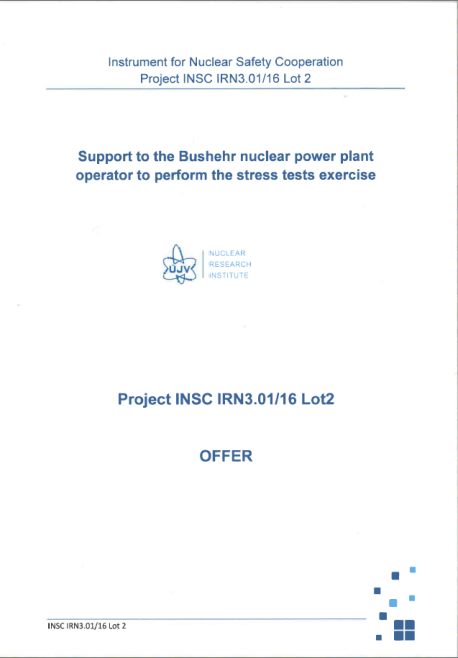 Instrument for Nuclear Safety Cooperation
Project INSC IRN3.01/16 Lot 2
Support to the Bushehr nuclear power plant
operator to perform the stress tests exercise
ÚJV
NUCLEAR
RESEARCH
INSTITUTE
Project INSC IRN3.01/16 Lot2
OFFER
INSC IRN3.01/16 Lot 2